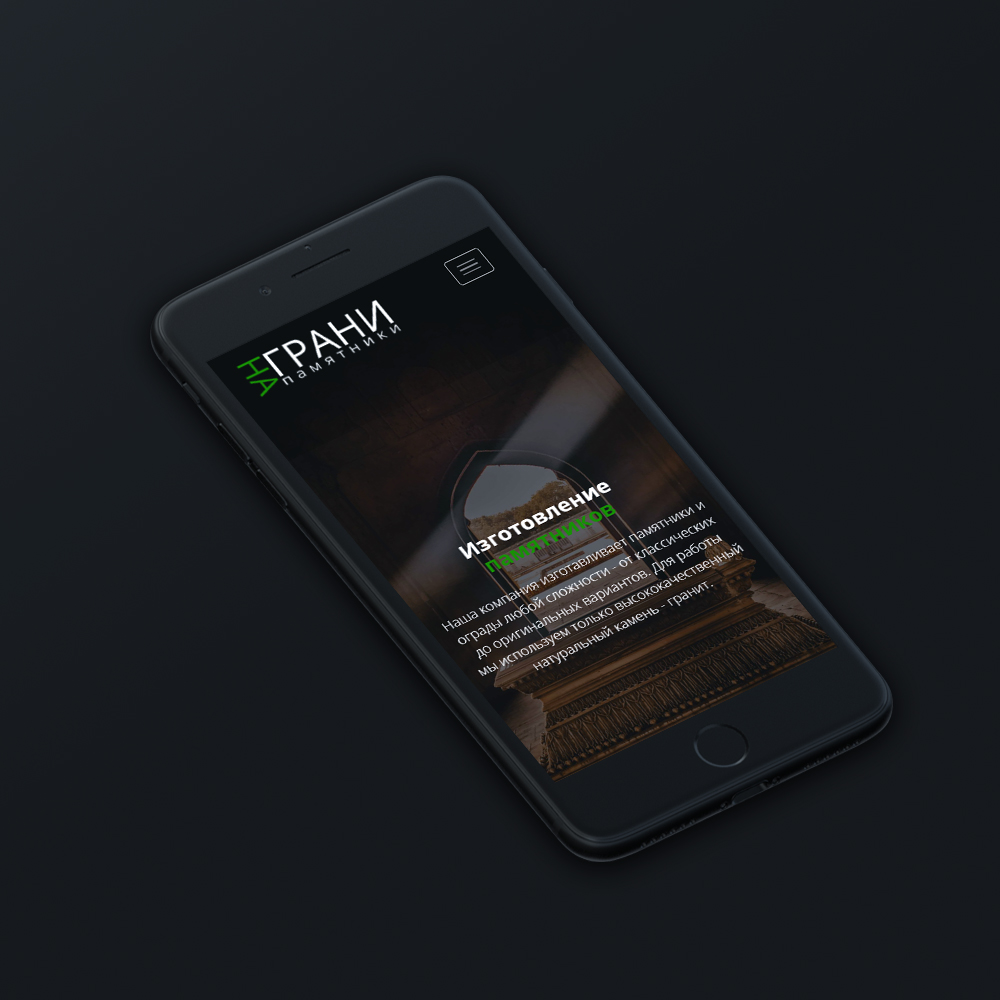 НА ГРАНИ
памятники
Изготовление
памятников
Наша компания изготавливает памятники и
ограды любой сложности - от классических
до оригинальных вариантов. Для работы
мы используем только высококачественный
натуральный камень - гранит.